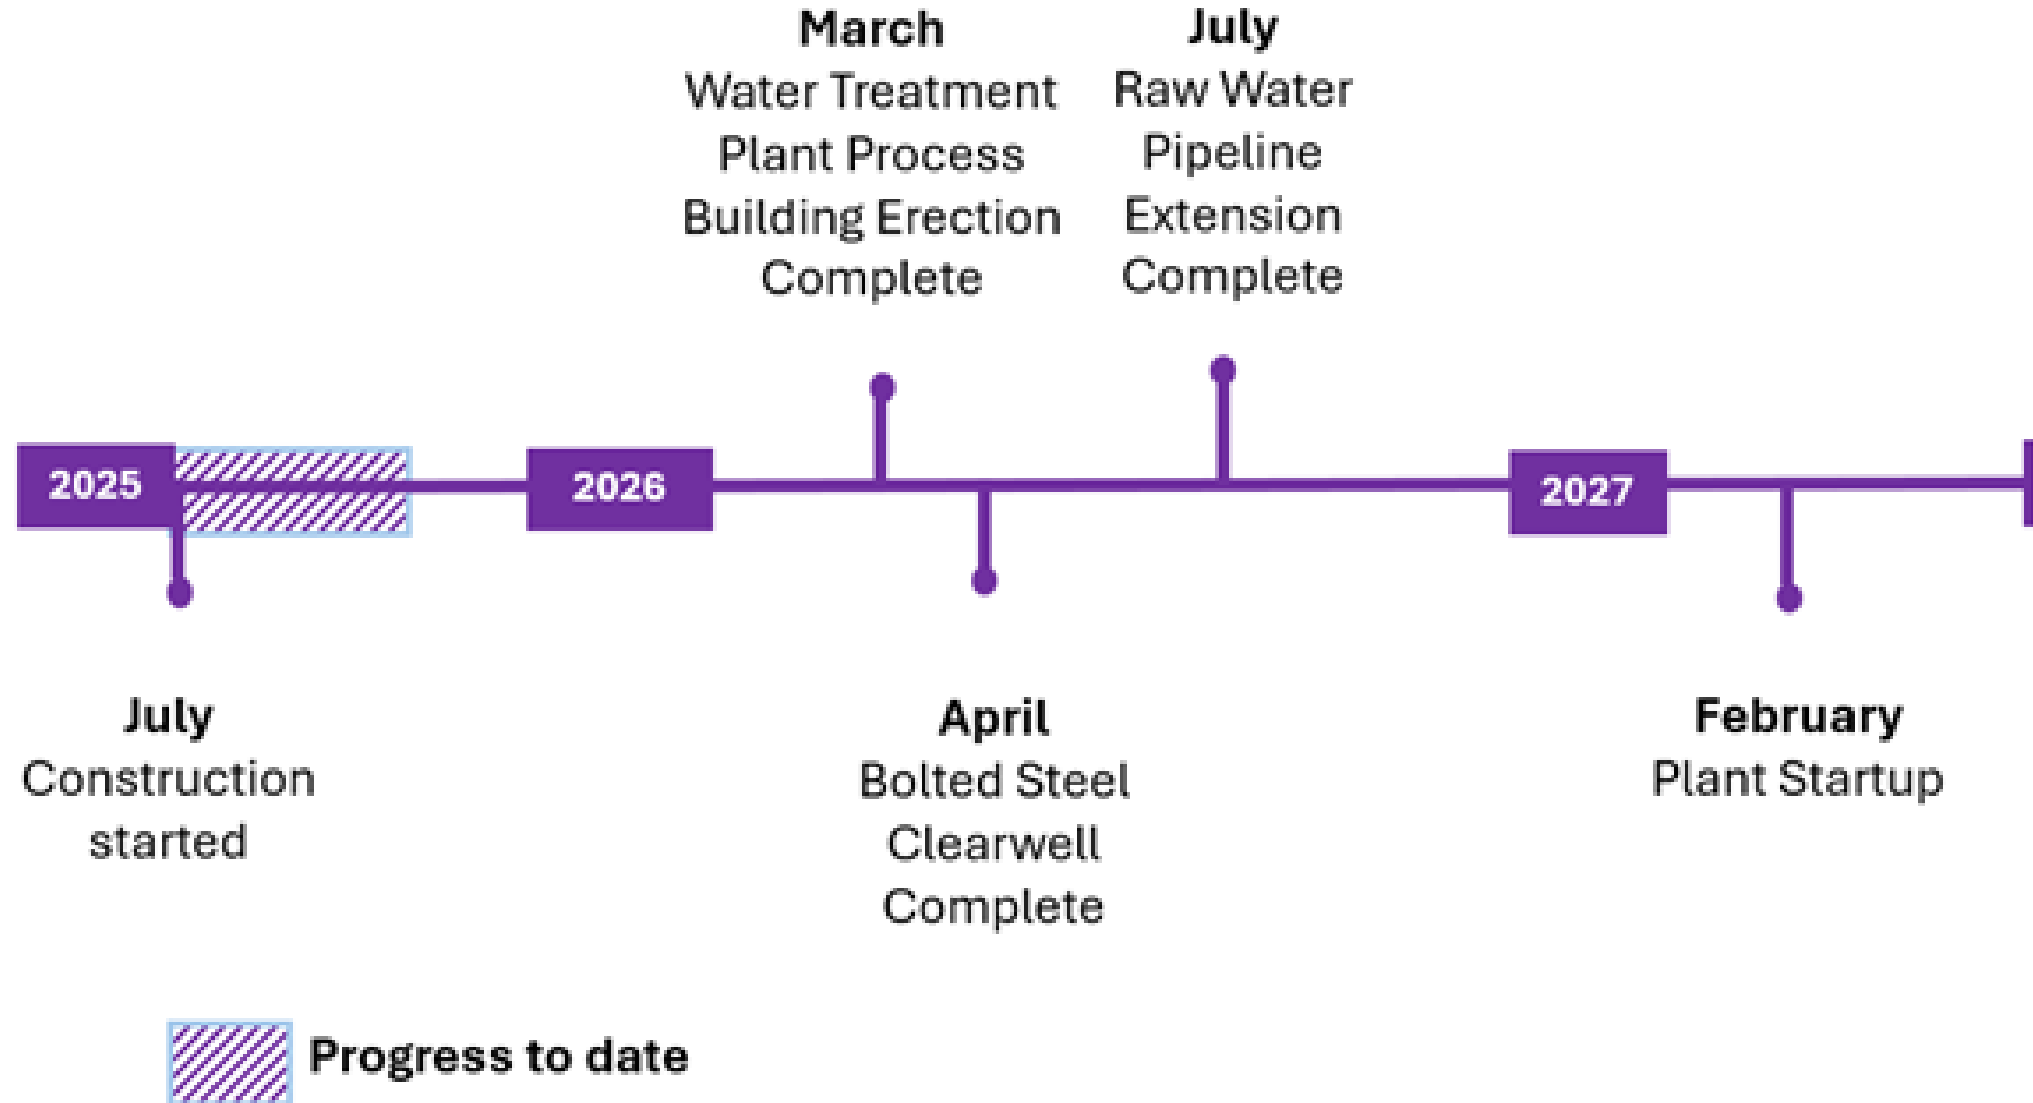 March
Water Treatment
Plant Process
Building Erection
Complete
July
Raw Water
Pipeline
Extension
Complete
2025
2026
2027
July
Construction
started
April
Bolted Steel
Clearwell
Complete
February
Plant Startup
Progress to date